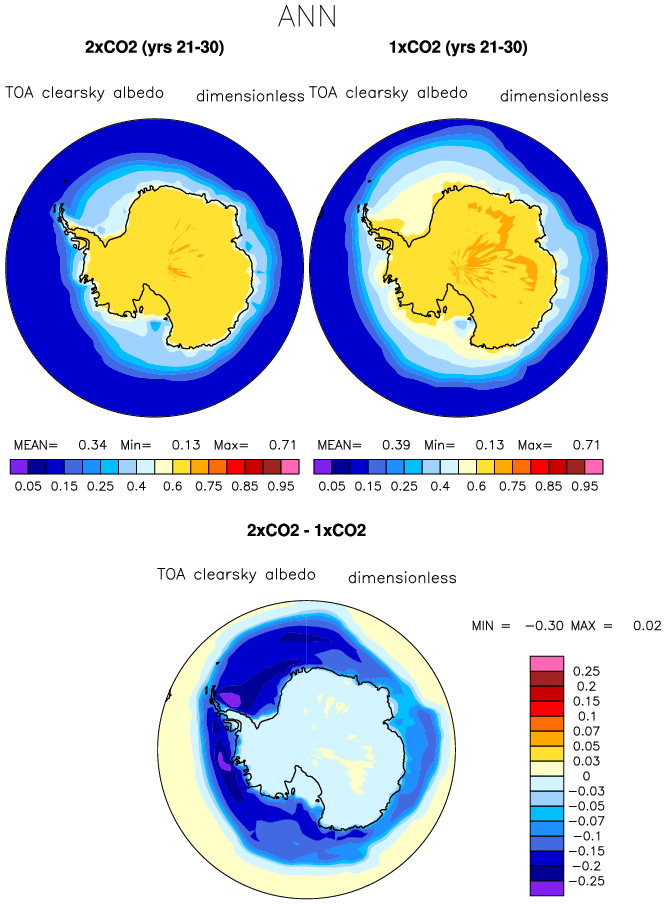 ANN
2xCO2 (yrs 21-30) 1xCO2 (yrs 21-30)
TOA clearsky albedo dimensionless TOA clearsky albedo dimensionless
MEAN= 0.34 Min= 0.13 Max= 0.71 MEAN= 0.39 Min= 0.13 Max= 0.71
0.05 0.15 0.25 0.4 0.6 0.75 0.85 0.95 0.05 0.15 0.25 0.4 0.6 0.75 0.85 0.95
2xCO2 - 1xCO2
TOA clearsky albedo dimensionless
MIN = -0.30 MAX = 0.02
0.25
0.2
0.15
0.1
0.07
0.05
0.03
0
-0.03
-0.05
-0.07
-0.1
-0.15
-0.2
-0.25